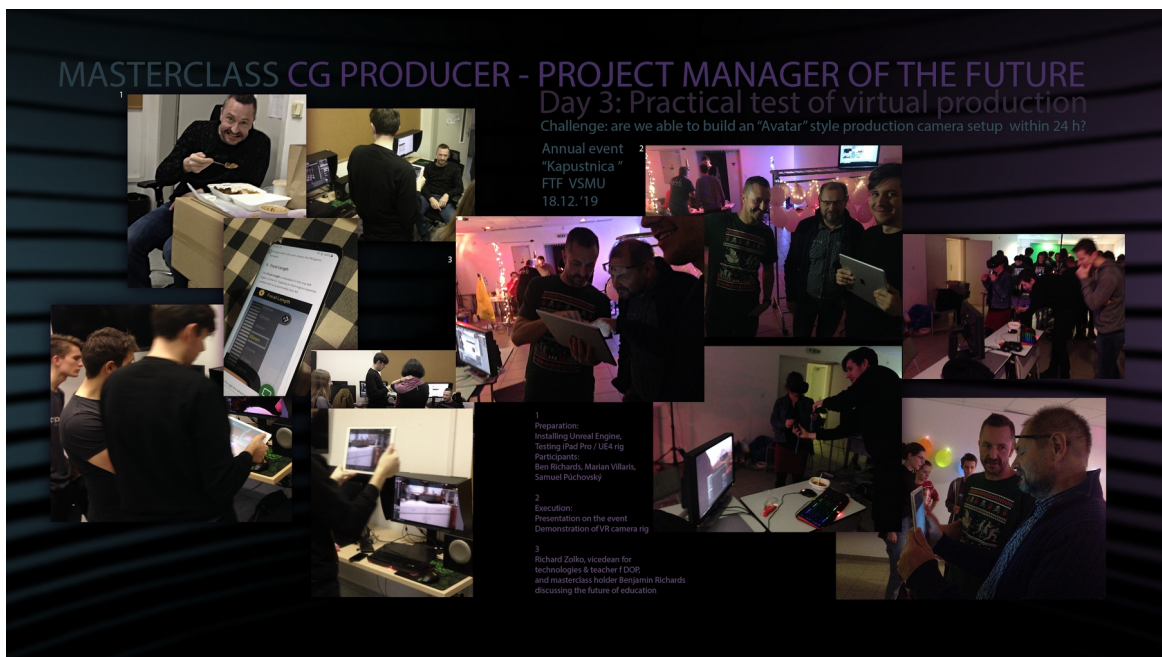 MASTERCLASS CG PRODUCER - PROJECT MANAGER OF THE FUTURE
Day 3: Practical test of virtual production
Challenge: are we able to build an “Avatar” style production camera setup within 24 h?
Annual event
“Kapustnica ”
FTF VSMU
18.12.’19
1
2
3
Focal Length
1
Preparation:
Installing Unreal Engine,
Testing iPad Pro / UE4 rig
Participants:
Ben Richards, Marian Villaris,
Samuel Púchovský
2
Execution:
Presentation on the event
Demonstration of VR camera rig
3
Richard Zolko, vicedean for
technologies & teacher f DOP,
and masterclass holder Benjamin Richards
discussing the future of education